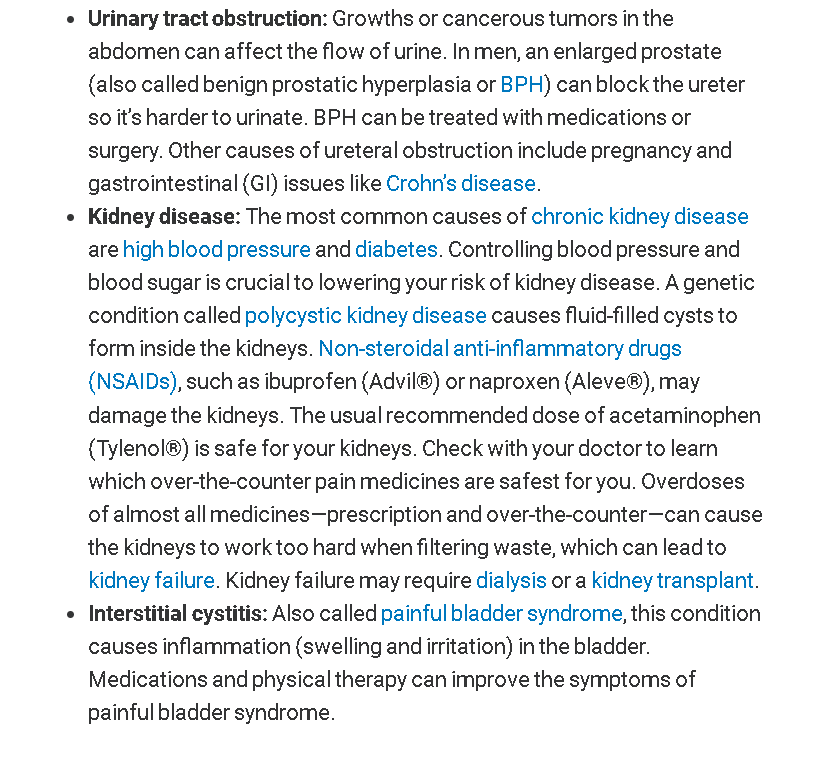 • Urinary tract obstruction: Growths or cancerous tumors in the
abdomen can affect the flow of urine. In men, an enlarged prostate
(also called benign prostatic hyperplasia or BPH) can block the ureter
so it’s harder to urinate. BPH can be treated with medications or
surgery. Other causes of ureteral obstruction include pregnancy and
gastrointestinal (GI) issues like Crohn’s disease.
• Kidney disease: The most common causes of chronic kidney disease
are high blood pressure and diabetes. Controlling blood pressure and
blood sugar is crucial to lowering your risk of kidney disease. A genetic
condition called polycystic kidney disease causes fluid-filled cysts to
form inside the kidneys. Non-steroidal anti-inflammatory drugs
(NSAIDs), such as ibuprofen (Advil®) or naproxen (Aleve®), may
damage the kidneys. The usual recommended dose of acetaminophen
(Tylenol®) is safe for your kidneys. Check with your doctor to learn
which over-the-counter pain medicines are safest for you. Overdoses
of almost all medicines—prescription and over-the-counter—can cause
the kidneys to work too hard when filtering waste, which can lead to
kidney failure. Kidney failure may require dialysis or a kidney transplant.
• Interstitial cystitis: Also called painful bladder syndrome, this condition
causes inflammation (swelling and irritation) in the bladder.
Medications and physical therapy can improve the symptoms of
painful bladder syndrome.